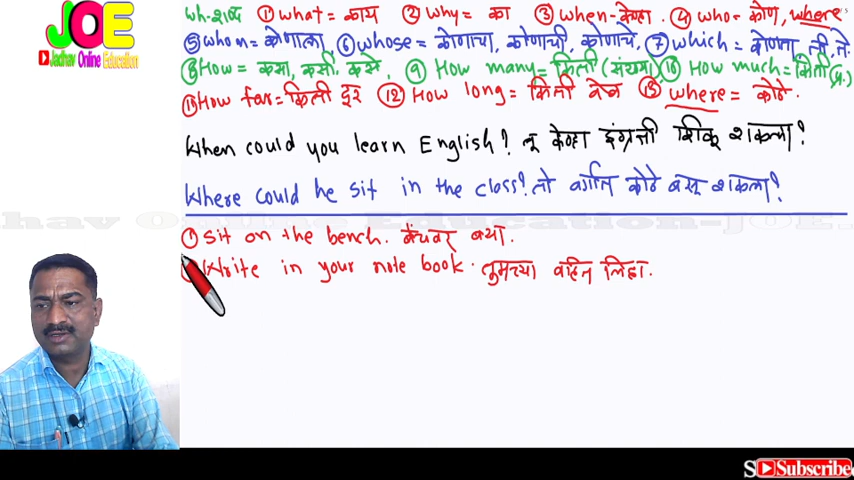 JOE
Jadhav Online Education
wh-शब्द ① what = काय ② why = का ③ when - केव्हा. ④ who - कोण, where
⑤ whom = कोणाला ⑥ whose = कोणाचा, कोणाची, कोणाचे, ⑦ which = कोणता, ती, ते.
⑧ How = कसा, कशी, कसे. ⑨ How many = किती (संख्या) ⑩ How much = किती (प्र.)
⑪ How far = किती दूर ⑫ How long = किती वेळ ⑬ where = कोठे.
When could you learn English? तू केव्हा इंग्रजी शिकू शकला?
Where could he sit in the class? तो वर्गात कोठे बसू शकला?
① Sit on the bench. बेंचवर बसा.
Write in your note book. तुमच्या वहित लिहा.
Subscribe